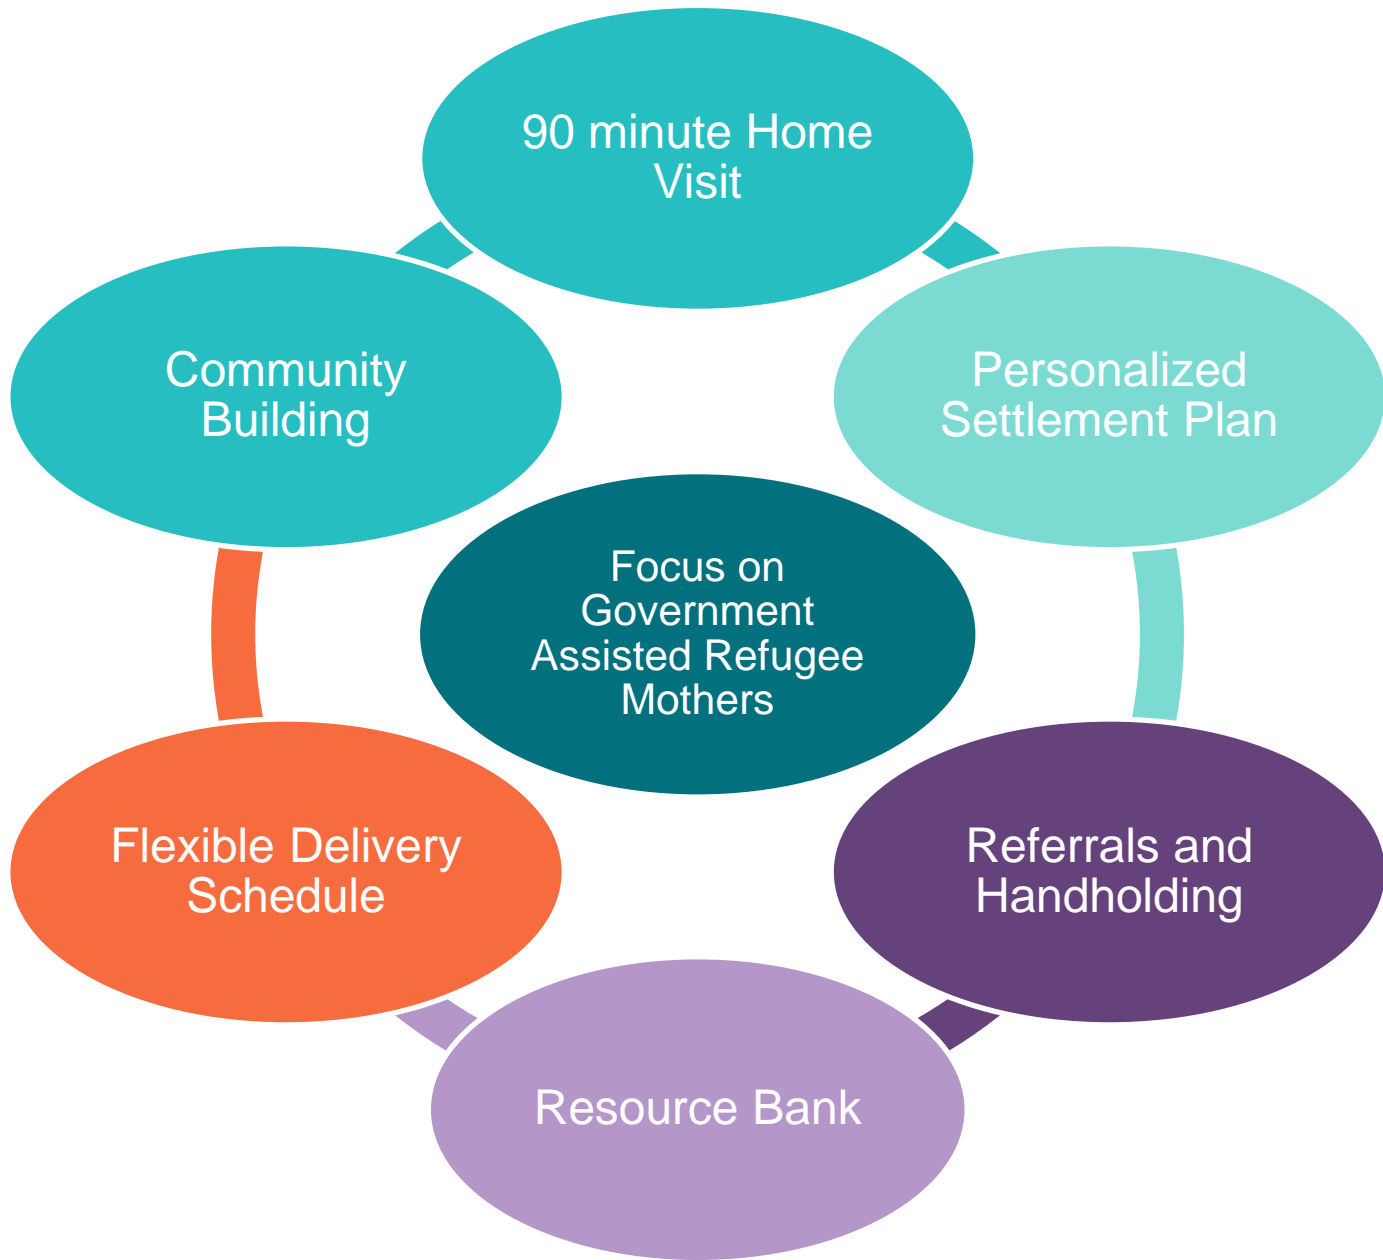 90 minute Home
Visit
Personalized
Settlement Plan
Referrals and
Handholding
Resource Bank
Flexible Delivery
Schedule
Community
Building
Focus on
Government
Assisted Refugee
Mothers